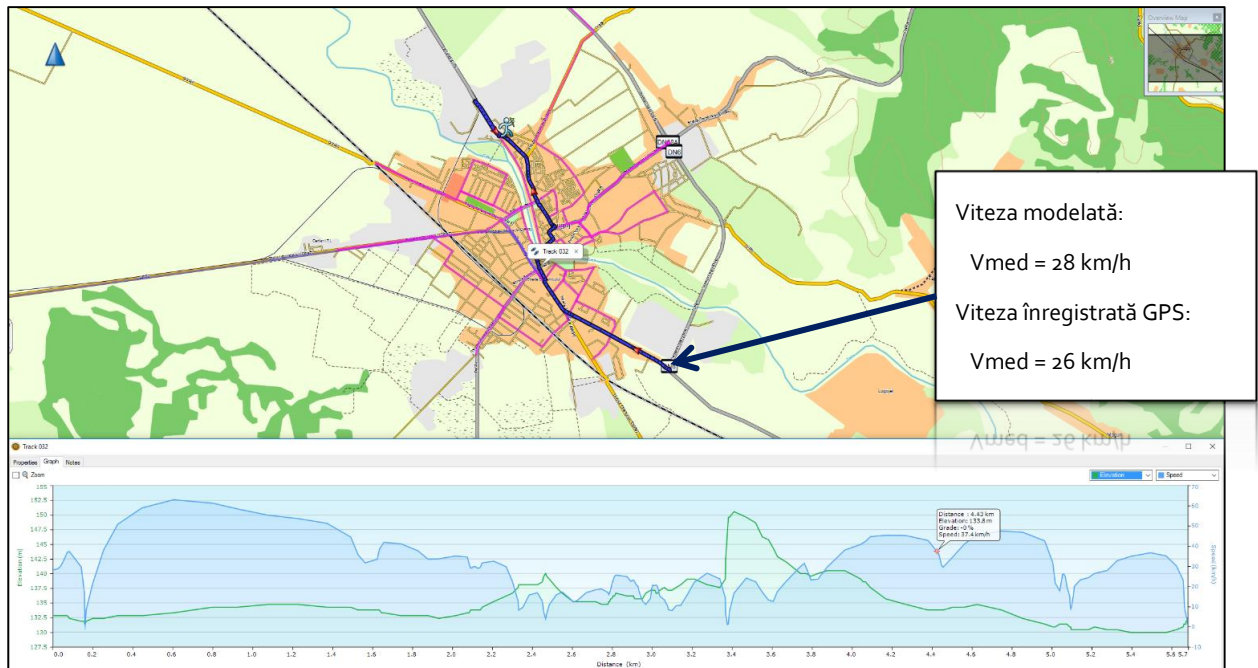 Overview Map
DN6
Track 032
Viteza modelată:
Vmed = 28 km/h
Viteza înregistrată GPS:
Vmed = 26 km/h
Vmed = 26 km/h
Track 032
Properties Graph Notes
Zoom
Elevation Speed
155 70
152.5 60
150 50
147.5
145 40
142.5 30
140 20
137.5
135 10
132.5 0
130
127.5 -10
Elevation (m)
Speed (km/h)
Distance : 4.43 km
Elevation: 133.8 m
Grade: -0 %
Speed: 37.4 km/h
0.0 0.2 0.4 0.6 0.8 1.0 1.2 1.4 1.6 1.8 2.0 2.2 2.4 2.6 2.8 3.0 3.2 3.4 3.6 3.8 4.0 4.2 4.4 4.6 4.8 5.0 5.2 5.4 5.6 5.7
Distance (km)